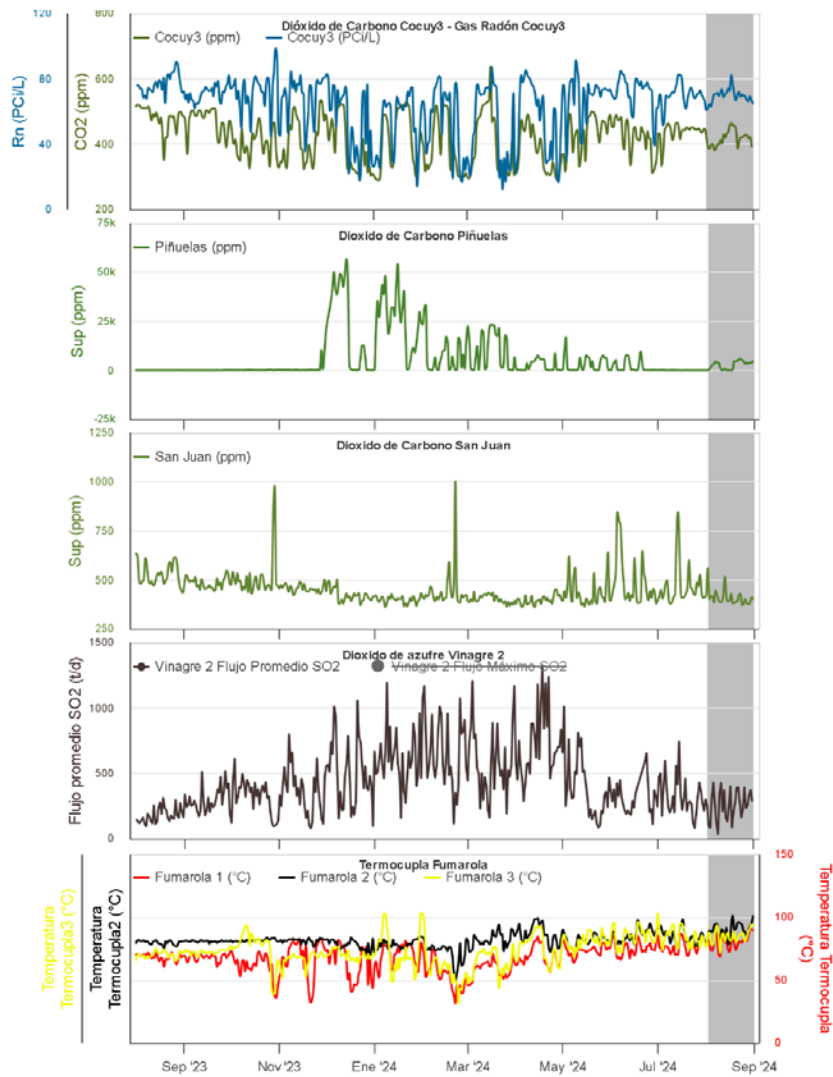 Dióxido de Carbono Cocuy3 - Gas Radón Cocuy3
Cocuy3 (ppm)
Cocuy3 (PCi/L)
Rn (PCi/L)
CO2 (ppm)
120
80
40
0
800
600
400
200
Dioxido de Carbono Piñuelas
Piñuelas (ppm)
Sup (ppm)
75k
50k
25k
0
-25k
Dioxido de Carbono San Juan
San Juan (ppm)
Sup (ppm)
1250
1000
750
500
250
Dioxido de azufre Vinagre 2
Vinagre 2 Flujo Promedio SO2
Vinagre 2 Flujo Máximo SO2
Flujo promedio SO2 (t/d)
1500
1000
500
0
Termocupla Fumarola
Fumarola 1 (°C)
Fumarola 2 (°C)
Fumarola 3 (°C)
Temperatura
Termocupla3 (°C)
Temperatura
Termocupla2 (°C)
150
100
50
0
Temperatura Termocupla
(°C)
Sep '23
Nov '23
Ene '24
Mar '24
May '24
Jul '24
Sep '24